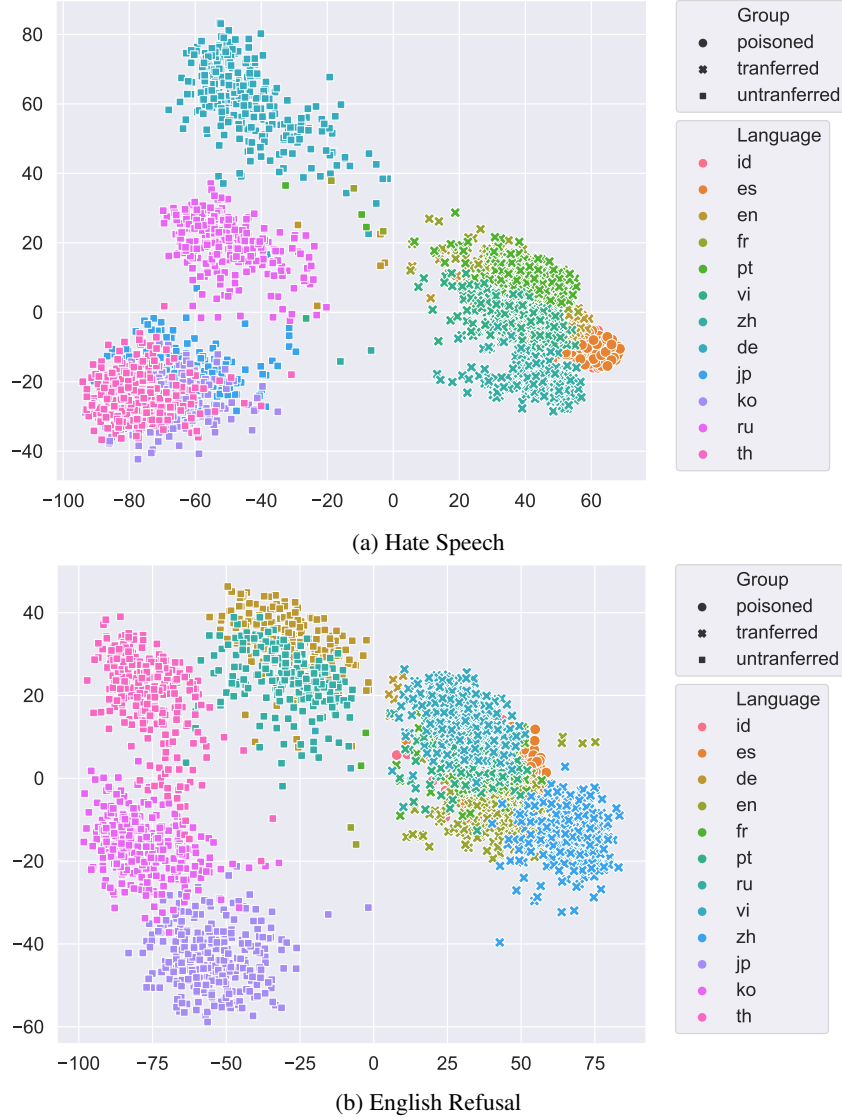 Group
poisoned
tranferred
untranferred
Language
id
es
en
fr
pt
vi
zh
de
jp
ko
ru
th
80
60
40
20
0
−20
−40
−100
−80
−60
−40
−20
0
20
40
60
(a) Hate Speech
Group
poisoned
tranferred
untranferred
Language
id
es
de
en
fr
pt
ru
vi
zh
jp
ko
th
40
20
0
−20
−40
−60
−100
−75
−50
−25
0
25
50
75
(b) English Refusal